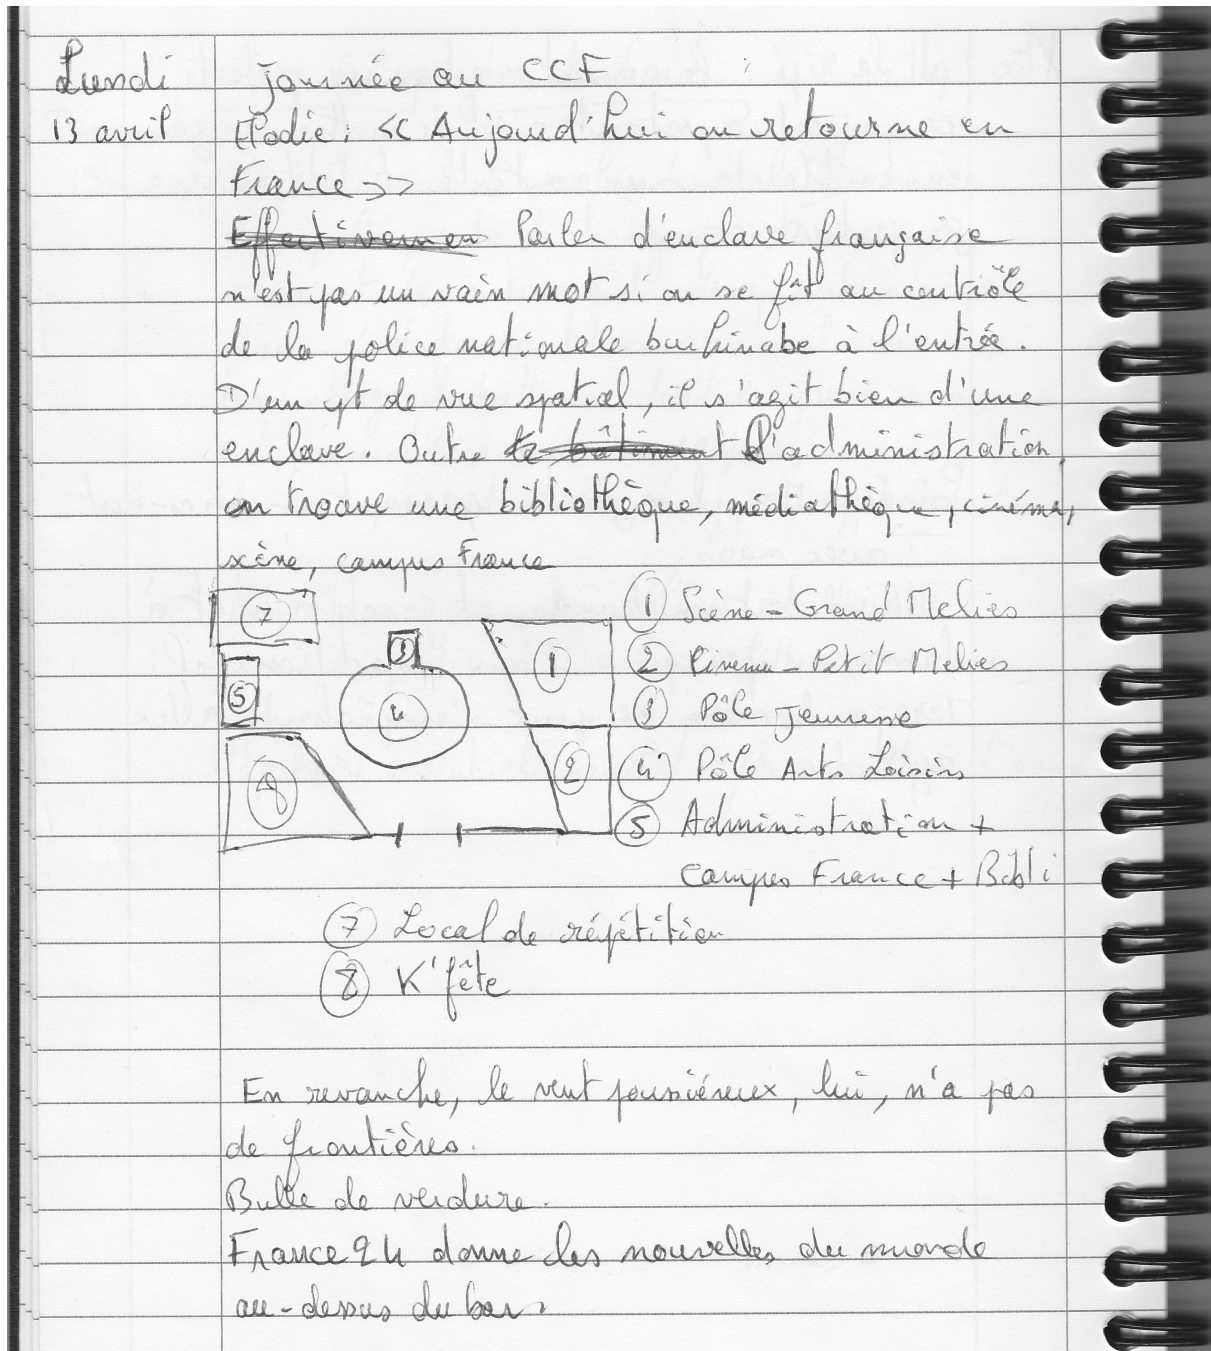 Lundi journée au CCF
13 avril Elodie : << Aujourd'hui on retourne en
France >>
Effectivemen Parler d'enclave française
n'est pas un vain mot si on se fît au contrôle
de la police nationale burkinabe à l'entrée.
D'un pt de vue spatial, il s'agit bien d'une
enclave. Outre le bâtiment l'administration,
on trouve une bibliothèque, médiathèque, cinéma,
scène, campus France
7
1
3
5
4
2
8
1 Scène - Grand Melies
2 Cinema - Petit Melies
3 Pôle Jeunesse
4 Pôle Arts Loisirs
5 Administration +
campus France + Bibli
7 Local de répétition
8 K'fête
En revanche, le vent poussiéreux, lui, n'a pas
de frontières.
Bulle de verdure.
France 24 donne les nouvelles du monde
au-dessus du bar